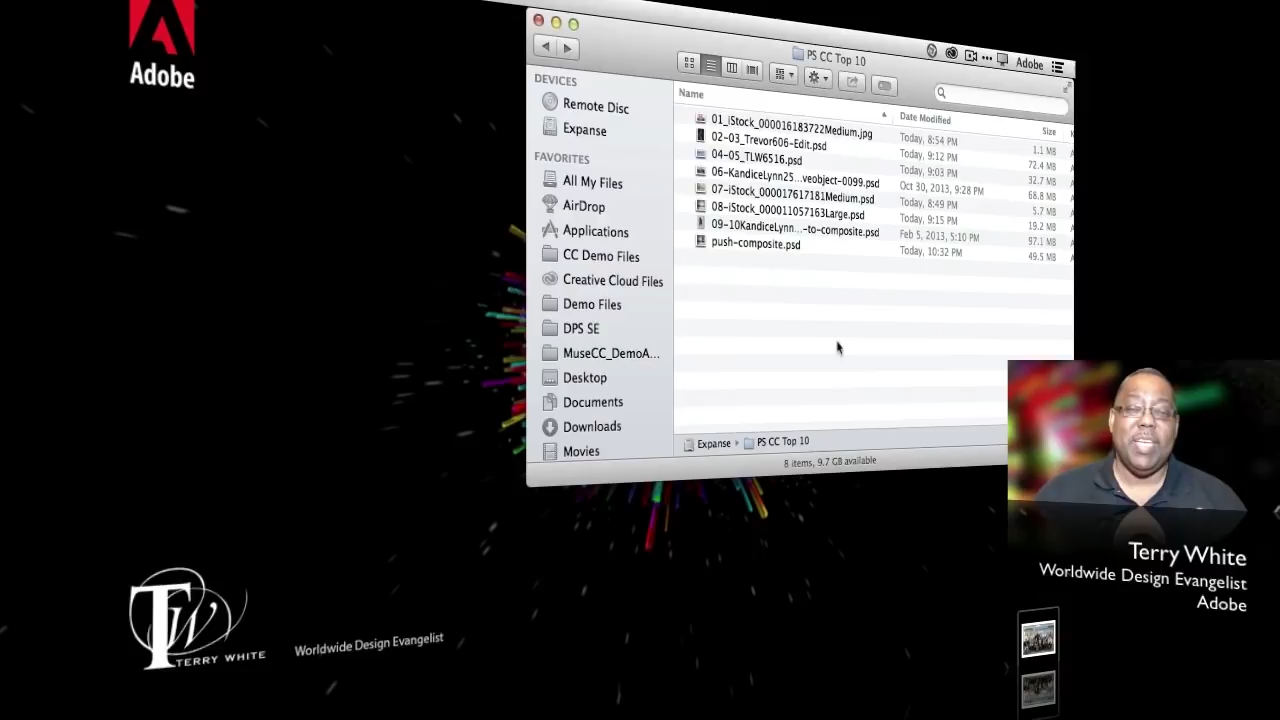 Adobe
PS CC Top 10
Adobe
DEVICES
Remote Disc
Expanse
FAVORITES
All My Files
AirDrop
Applications
CC Demo Files
Creative Cloud Files
Demo Files
DPS SE
MuseCC_DemoA...
Desktop
Documents
Downloads
Movies
Name
Date Modified
Size
01_iStock_000016183722Medium.jpg
Today, 8:54 PM
1.1 MB
02-03_Trevor606-Edit.psd
Today, 9:12 PM
72.4 MB
04-05_TLW6516.psd
Today, 9:03 PM
32.7 MB
06-KandiceLynn25...veobject-0099.psd
Oct 30, 2013, 9:28 PM
68.8 MB
07-iStock_000017617181Medium.psd
Today, 8:49 PM
5.7 MB
08-iStock_000011057163Large.psd
Today, 9:15 PM
19.2 MB
09-10KandiceLynn...-to-composite.psd
Feb 5, 2013, 5:10 PM
97.1 MB
push-composite.psd
Today, 10:32 PM
49.5 MB
Expanse
PS CC Top 10
8 items, 9.7 GB available
Terry White
Worldwide Design Evangelist
Adobe
TW
TERRY WHITE
Worldwide Design Evangelist